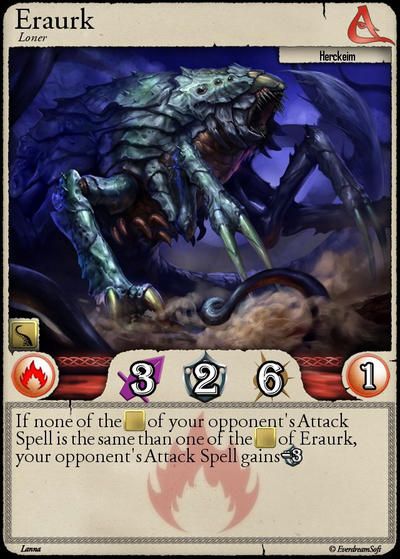 Eraurk
Loner
Herckeim
3 2 6 1
If none of the of your opponent's Attack
Spell is the same than one of the of Eraurk,
your opponent's Attack Spell gains -3
Lanna © EverdreamSoft